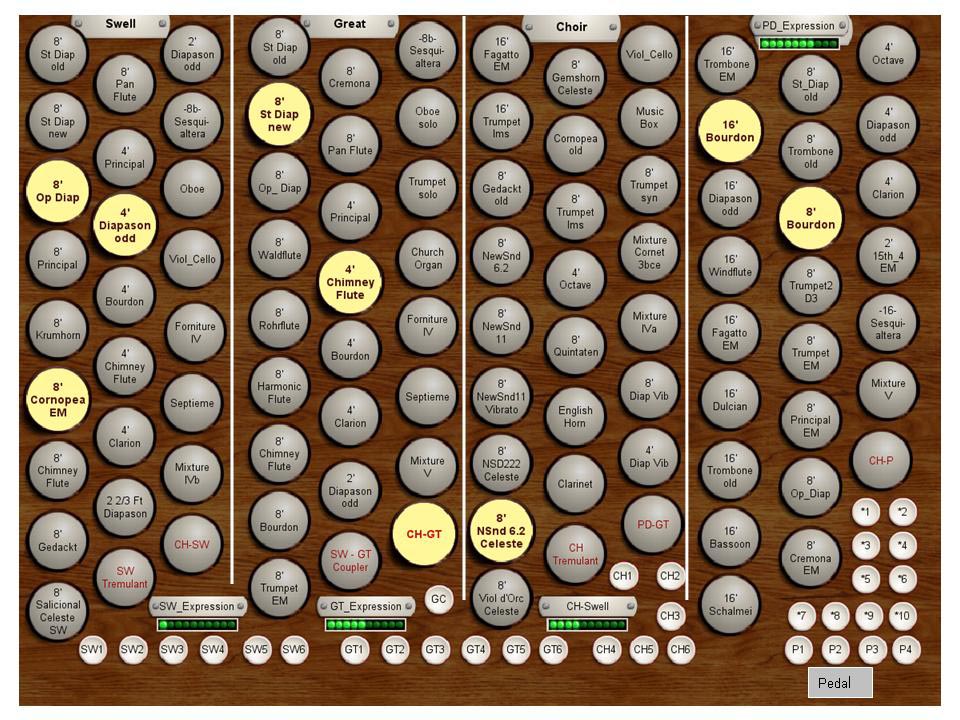 Swell
8'
St Diap
old
8'
St Diap
new
8'
Op Diap
8'
Principal
8'
Krumhorn
8'
Cornopea
EM
8'
Chimney
Flute
8'
Gedackt
8'
Salicional
Celeste
SW
8'
Pan
Flute
4'
Principal
4'
Diapason
odd
4'
Bourdon
4'
Chimney
Flute
4'
Clarion
2 2/3 Ft
Diapason
SW
Tremulant
2'
Diapason
odd
-8b-
Sesqui-
altera
Oboe
Viol_Cello
Forniture
IV
Septieme
Mixture
IVb
CH-SW
SW_Expression
Great
8'
St Diap
old
8'
St Diap
new
8'
Op_ Diap
8'
Waldflute
8'
Rohrflute
8'
Harmonic
Flute
8'
Chimney
Flute
8'
Bourdon
8'
Trumpet
EM
8'
Cremona
8'
Pan Flute
4'
Principal
4'
Chimney
Flute
4'
Bourdon
4'
Clarion
2'
Diapason
odd
SW - GT
Coupler
-8b-
Sesqui-
altera
Oboe
solo
Trumpet
solo
Church
Organ
Forniture
IV
Septieme
Mixture
V
CH-GT
GC
GT_Expression
Choir
16'
Fagatto
EM
16'
Trumpet
Ims
8'
Gedackt
old
8'
NewSnd
6.2
8'
NewSnd
11
8'
NewSnd11
Vibrato
8'
NSD222
Celeste
8'
NSnd 6.2
Celeste
8'
Viol d'Orc
Celeste
8'
Gemshorn
Celeste
Cornopea
old
8'
Trumpet
Ims
4'
Octave
8'
Quintaten
English
Horn
Clarinet
CH
Tremulant
Viol_Cello
Music
Box
8'
Trumpet
syn
Mixture
Cornet
3bce
Mixture
IVa
8'
Diap Vib
4'
Diap Vib
PD-GT
CH1
CH2
CH3
CH-Swell
PD_Expression
16'
Trombone
EM
16'
Bourdon
16'
Diapason
odd
16'
Windflute
16'
Fagatto
EM
16'
Dulcian
16'
Trombone
old
16'
Bassoon
16'
Schalmei
8'
St_Diap
old
8'
Trombone
old
8'
Bourdon
8'
Trumpet2
D3
8'
Trumpet
EM
8'
Principal
EM
8'
Op_Diap
8'
Cremona
EM
4'
Octave
4'
Diapason
odd
4'
Clarion
2'
15th_4
EM
-16-
Sesqui-
altera
Mixture
V
CH-P
*1 *2
*3 *4
*5 *6
*7 *8 *9 *10
SW1 SW2 SW3 SW4 SW5 SW6 GT1 GT2 GT3 GT4 GT5 GT6 CH4 CH5 CH6 P1 P2 P3 P4
Pedal